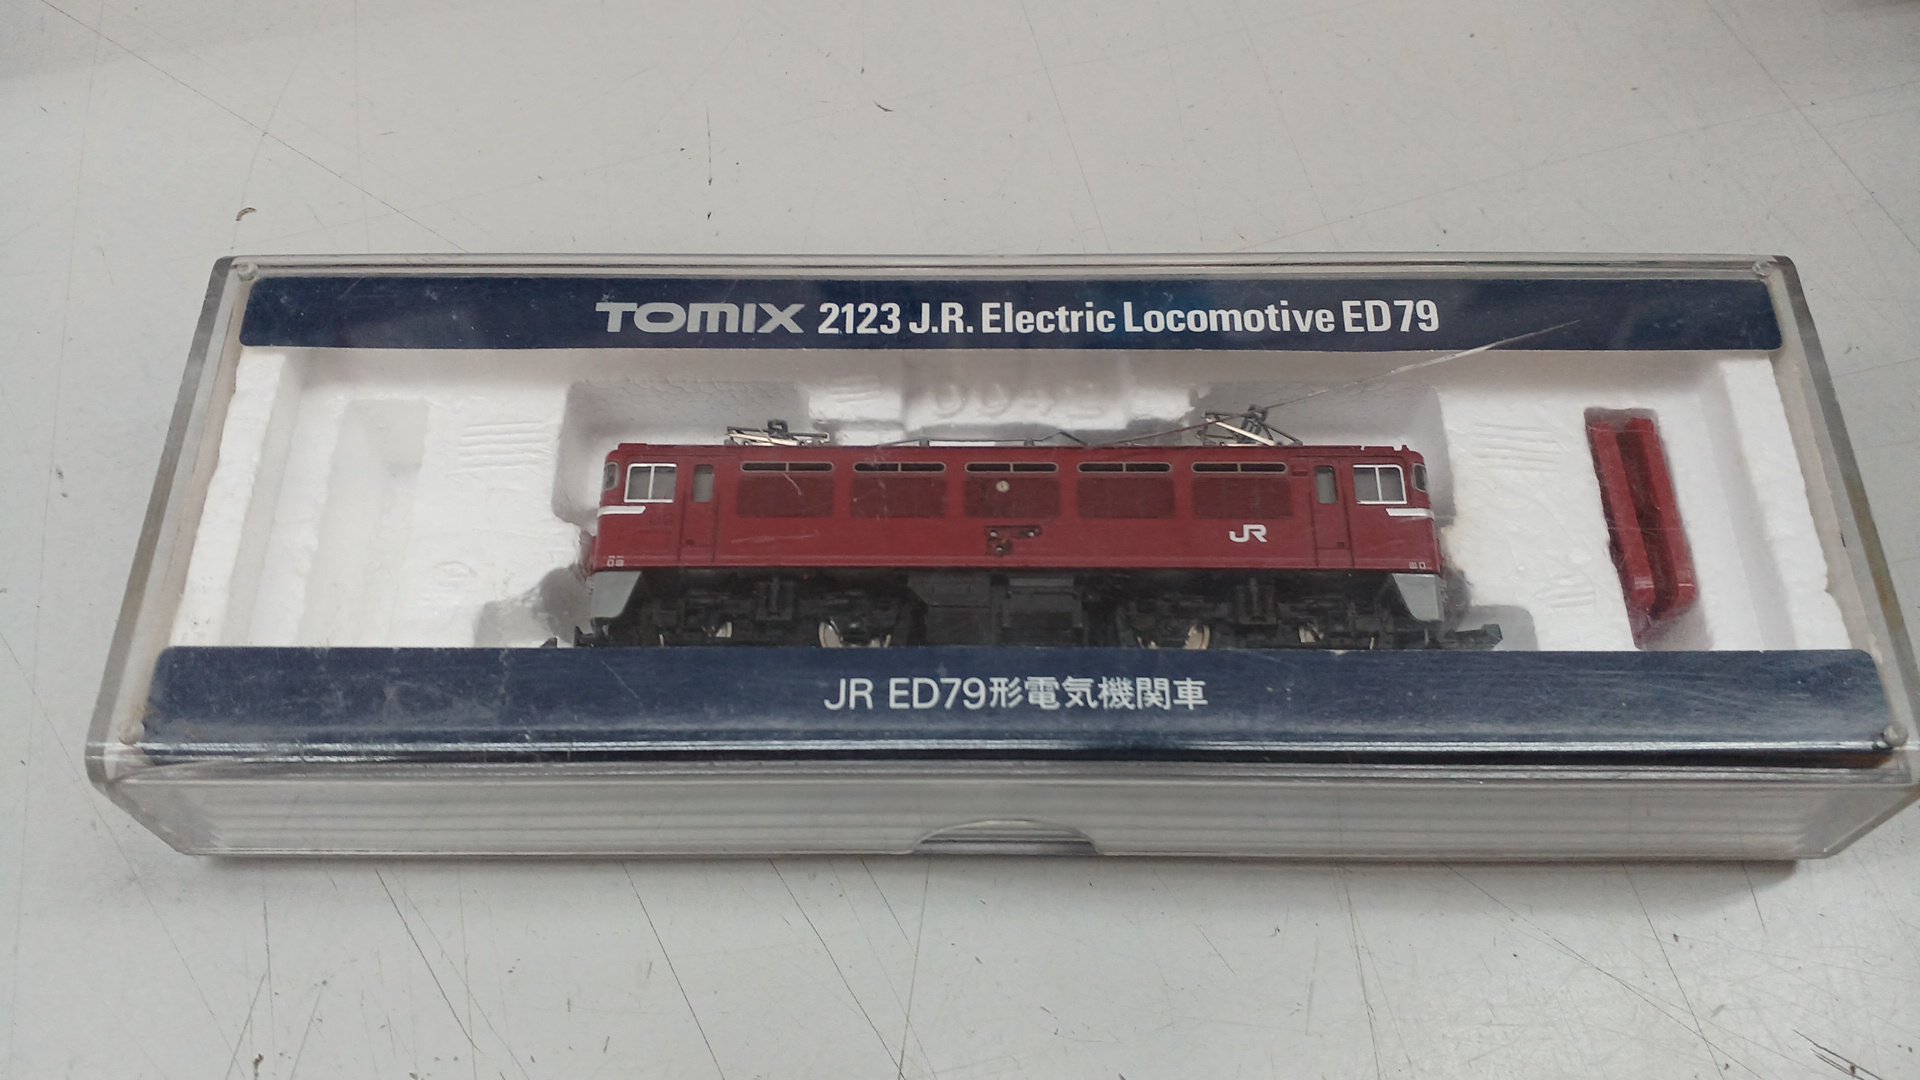 TOMIX 2123 J.R. Electric Locomotive ED79
JR
JR ED79形電気機関車